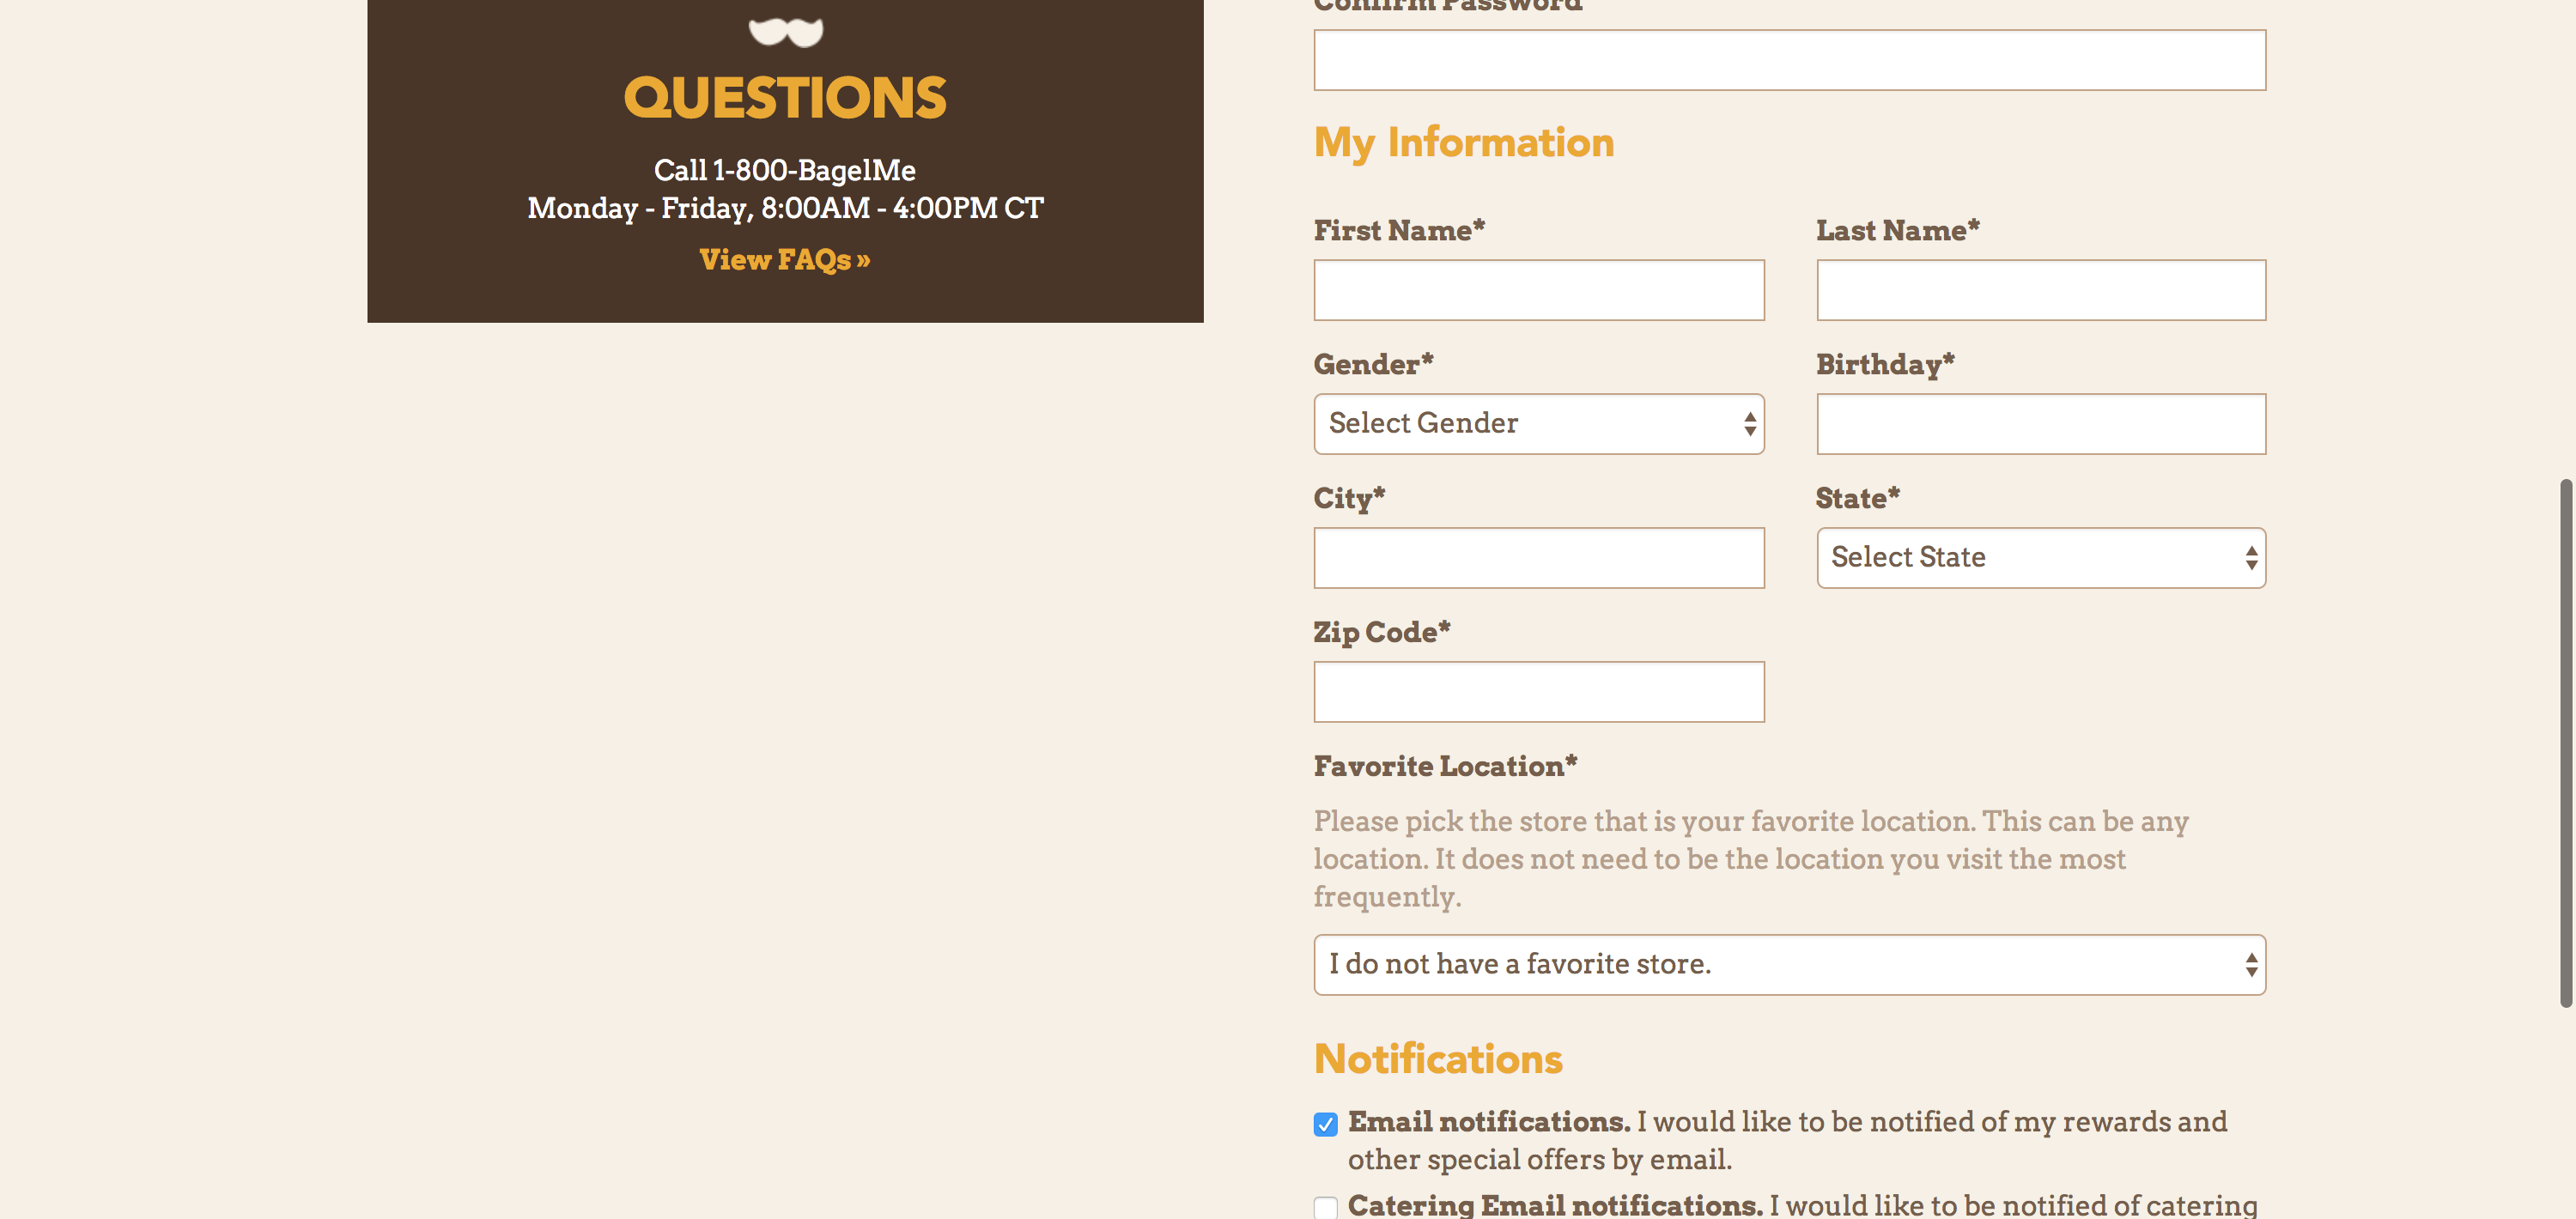 QUESTIONS
Call 1-800-BagelMe
Monday - Friday, 8:00AM - 4:00PM CT
View FAQs »
Confirm Password
My Information
First Name*
Last Name*
Gender*
Birthday*
Select Gender
City*
State*
Select State
Zip Code*
Favorite Location*
Please pick the store that is your favorite location. This can be any
location. It does not need to be the location you visit the most
frequently.
I do not have a favorite store.
Notifications
Email notifications. I would like to be notified of my rewards and
other special offers by email.
Catering Email notifications. I would like to be notified of catering